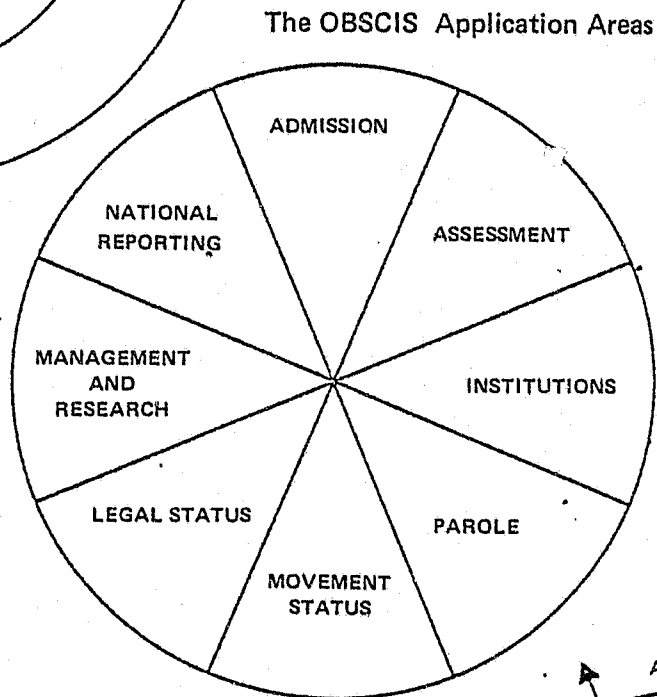 The OBSCIS Application Areas
ADMISSION
ASSESSMENT
INSTITUTIONS
PAROLE
MOVEMENT
STATUS
LEGAL STATUS
MANAGEMENT
AND
RESEARCH
NATIONAL
REPORTING